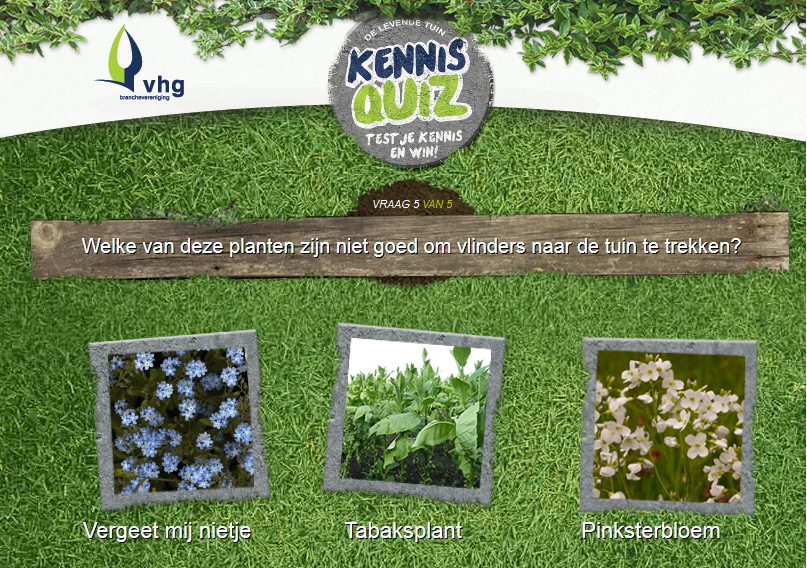 DE LEVENDE TUIN
KENNIS
QUIZ
TEST JE KENNIS
EN WIN!
vhg
branchevereniging
VRAAG 5 VAN 5
Welke van deze planten zijn niet goed om vlinders naar de tuin te trekken?
Vergeet mij nietje
Tabaksplant
Pinksterbloem